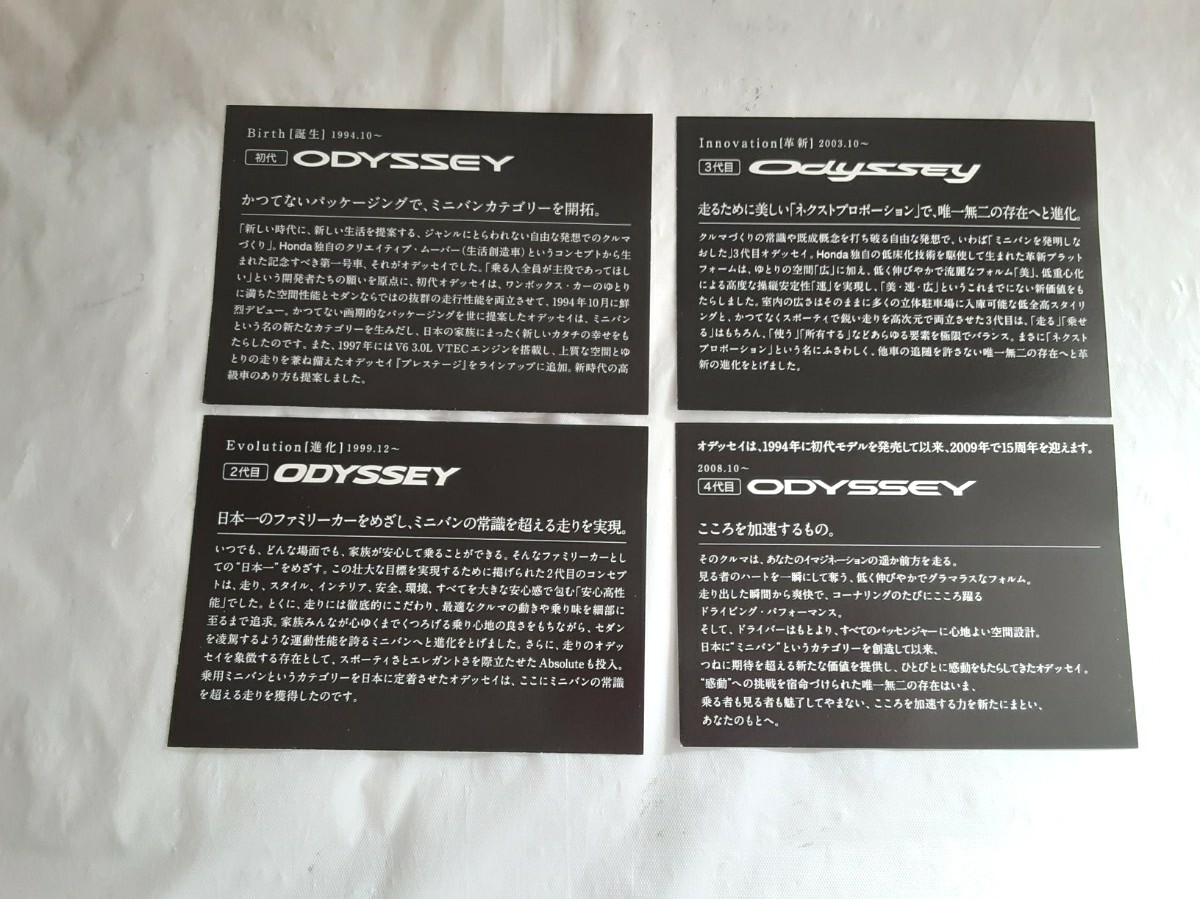 Birth[誕生] 1994.10〜
初代 ODYSSEY
かつてないパッケージングで、ミニバンカテゴリーを開拓。
「新しい時代に、新しい生活を提案する、ジャンルにとらわれない自由な発想でのクルマ
づくり」。Honda独自のクリエイティブ・ムーバー(生活創造車)というコンセプトから生
まれた記念すべき第一号車、それがオデッセイでした。「乗る人全員が主役であってほし
い」という開発者たちの願いを原点に、初代オデッセイは、ワンボックス・カーのゆとり
に満ちた空間性能とセダンならではの抜群の走行性能を両立させて、1994年10月に鮮
烈デビュー。かつてない画期的なパッケージングを世に提案したオデッセイは、ミニバン
という名の新たなカテゴリーを生みだし、日本の家族にまったく新しいカタチの幸せをも
たらしたのです。また、1997年にはV6 3.0L VTECエンジンを搭載し、上質な空間とゆ
とりの走りを兼ね備えたオデッセイ「プレステージ」をラインアップに追加。新時代の高
級車のあり方も提案しました。
Evolution[進化] 1999.12〜
2代目 ODYSSEY
日本一のファミリーカーをめざし、ミニバンの常識を超える走りを実現。
いつでも、どんな場面でも、家族が安心して乗ることができる。そんなファミリーカーとし
ての“日本一”をめざす。この壮大な目標を実現するために掲げられた2代目のコンセプ
トは、走り、スタイル、インテリア、安全、環境、すべてを大きな安心感で包む「安心高性
能」でした。とくに、走りには徹底的にこだわり、最適なクルマの動きや乗り味を細部に
至るまで追求。家族みんなが心ゆくまでくつろげる乗り心地の良さをもちながら、セダン
を凌駕するような運動性能を誇るミニバンへと進化をとげました。さらに、走りのオデッ
セイを象徴する存在として、スポーティさとエレガントさを際立たせたAbsoluteも投入。
乗用ミニバンというカテゴリーを日本に定着させたオデッセイは、ここにミニバンの常識
を超える走りを獲得したのです。
Innovation[革新] 2003.10〜
3代目 Odyssey
走るために美しい「ネクストプロポーション」で、唯一無二の存在へと進化。
クルマづくりの常識や既成概念を打ち破る自由な発想で、いわば「ミニバンを発明しな
おした」3代目オデッセイ。Honda独自の低床化技術を駆使して生まれた革新プラット
フォームは、ゆとりの空間「広」に加え、低く伸びやかで流麗なフォルム「美」、低重心化
による高度な操縦安定性「速」を実現し、「美・速・広」というこれまでにない新価値をも
たらしました。室内の広さはそのままに多くの立体駐車場に入庫可能な低全高スタイリ
ングと、かつてなくスポーティで鋭い走りを高次元で両立させた3代目は、「走る」「乗せ
る」はもちろん、「使う」「所有する」などあらゆる要素を極限でバランス。まさに「ネクスト
プロポーション」という名にふさわしく、他車の追随を許さない唯一無二の存在へと革
新の進化をとげました。
オデッセイは、1994年に初代モデルを発売して以来、2009年で15周年を迎えます。
2008.10〜
4代目 ODYSSEY
こころを加速するもの。
そのクルマは、あなたのイマジネーションの遥か前方を走る。
見る者のハートを一瞬にして奪う、低く伸びやかでグラマラスなフォルム。
走り出した瞬間から爽快で、コーナリングのたびにこころ躍る
ドライビング・パフォーマンス。
そして、ドライバーはもとより、すべてのパッセンジャーに心地よい空間設計。
日本に“ミニバン”というカテゴリーを創造して以来、
つねに期待を超える新たな価値を提供し、ひとびとに感動をもたらしてきたオデッセイ。
“感動”への挑戦を宿命づけられた唯一無二の存在はいま、
乗る者も見る者も魅了してやまない、こころを加速する力を新たにまとい、
あなたのもとへ。